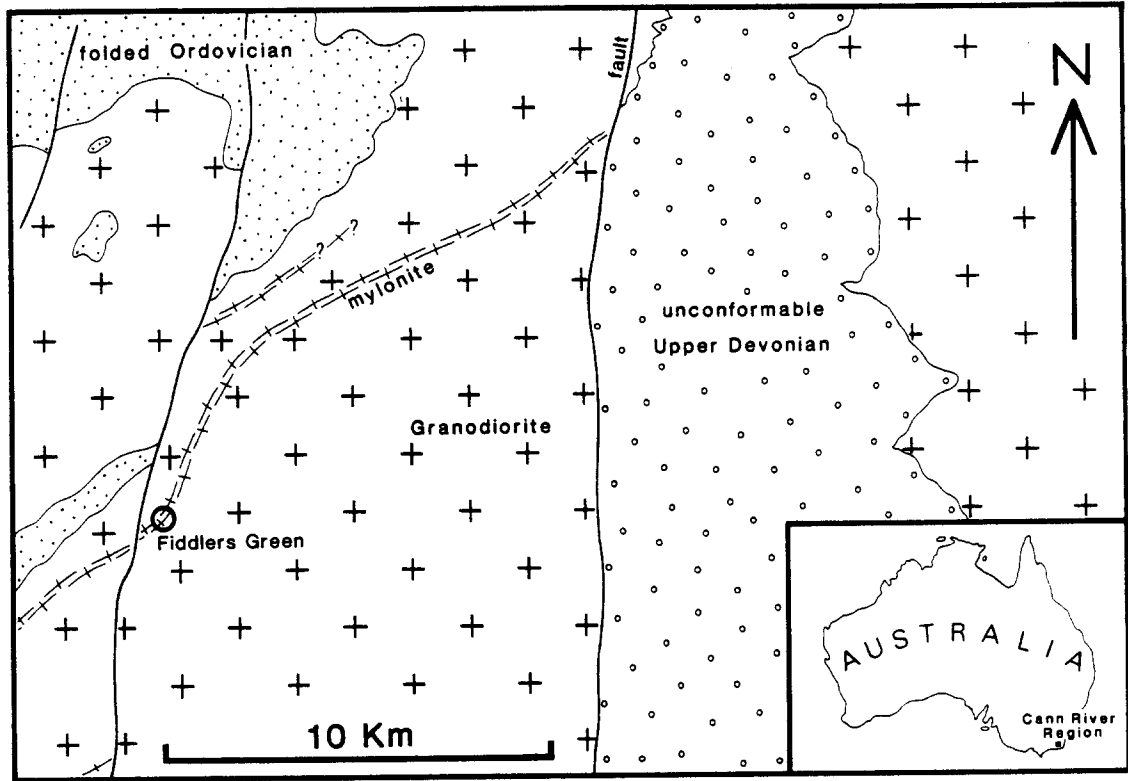 folded Ordovician
fault
N
?
?
mylonite
unconformable
Upper Devonian
Granodiorite
Fiddlers Green
10 Km
AUSTRALIA
Cann River
Region